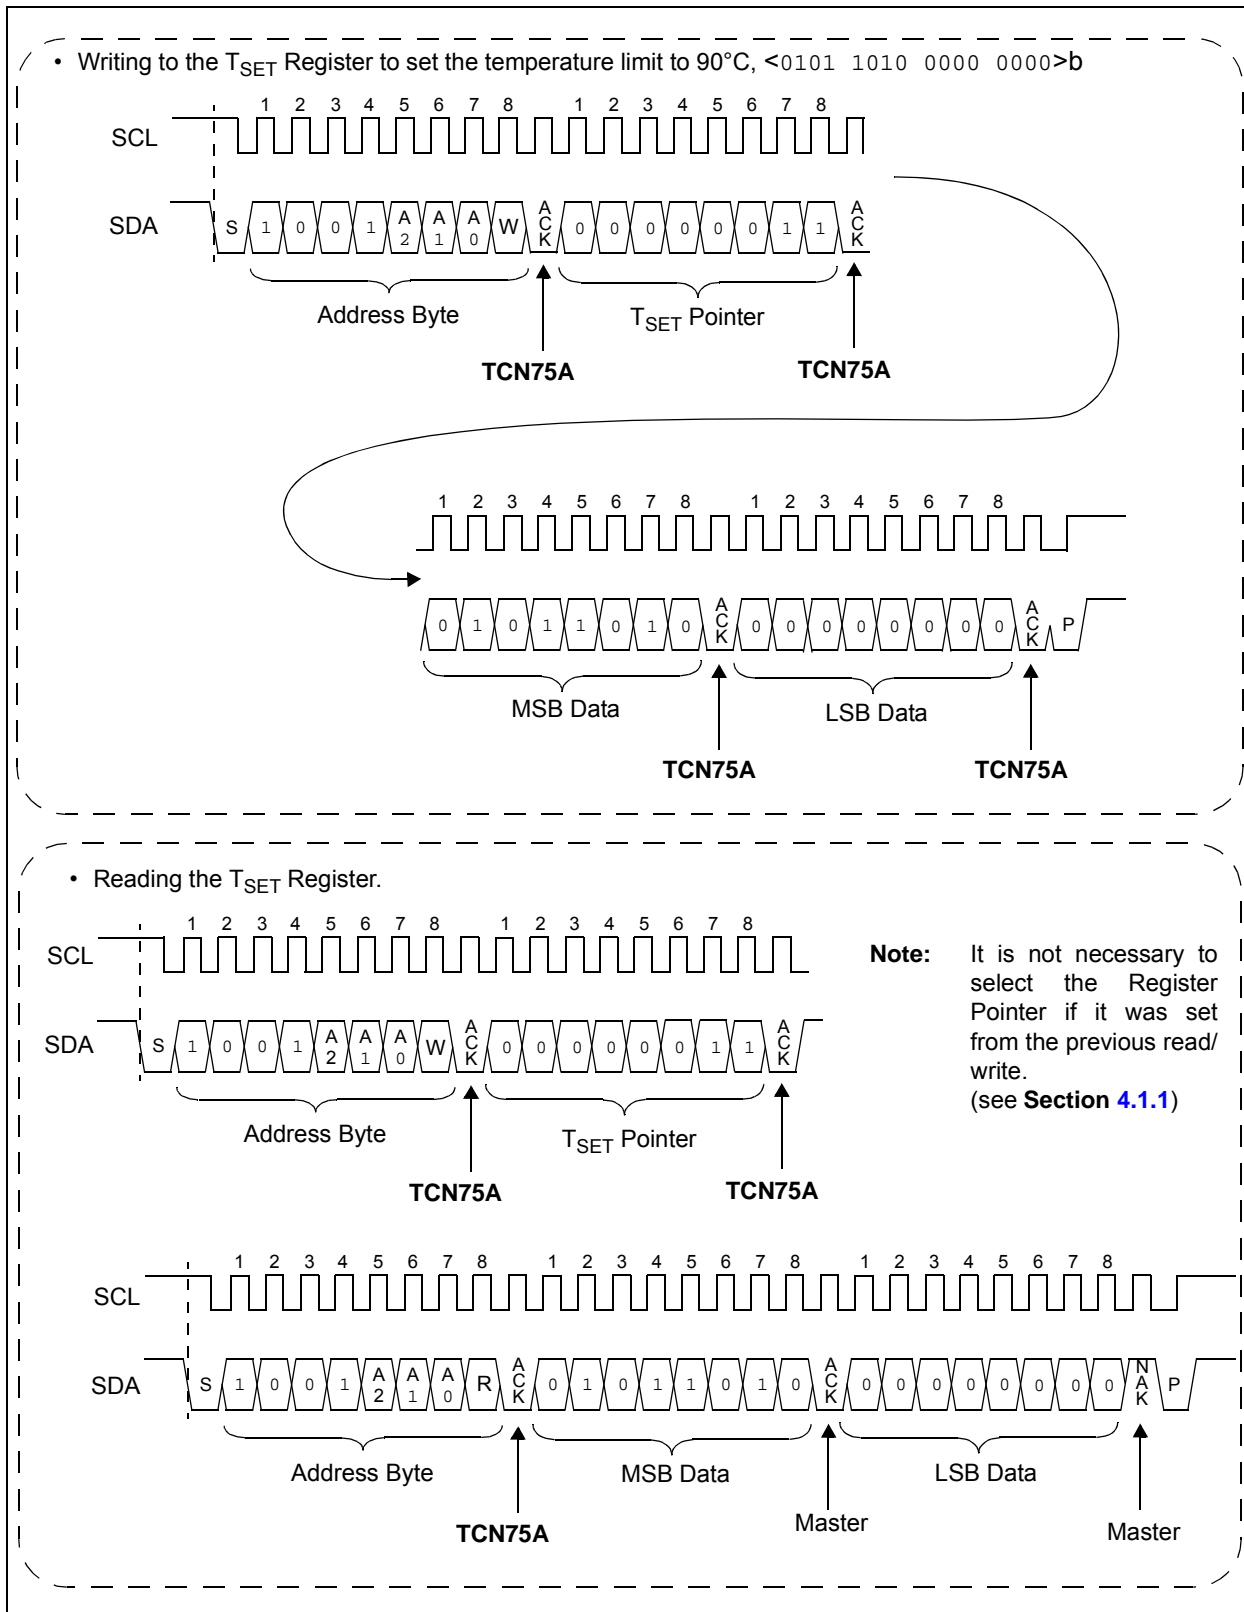 • Writing to the TSET Register to set the temperature limit to 90°C, <0101 1010 0000 0000>b
1 2 3 4 5 6 7 8 1 2 3 4 5 6 7 8
SCL
SDA S 1 0 0 1 A2 A1 A0 W ACK 0 0 0 0 0 0 1 1 ACK
Address Byte TSET Pointer
TCN75A TCN75A
1 2 3 4 5 6 7 8 1 2 3 4 5 6 7 8
0 1 0 1 1 0 1 0 ACK 0 0 0 0 0 0 0 0 ACK P
MSB Data LSB Data
TCN75A TCN75A
• Reading the TSET Register.
1 2 3 4 5 6 7 8 1 2 3 4 5 6 7 8
SCL
SDA S 1 0 0 1 A2 A1 A0 W ACK 0 0 0 0 0 0 1 1 ACK
Address Byte TSET Pointer
TCN75A TCN75A
Note: It is not necessary to
select the Register
Pointer if it was set
from the previous read/
write.
(see Section 4.1.1)
1 2 3 4 5 6 7 8 1 2 3 4 5 6 7 8 1 2 3 4 5 6 7 8
SCL
SDA S 1 0 0 1 A2 A1 A0 R ACK 0 1 0 1 1 0 1 0 ACK 0 0 0 0 0 0 0 0 NAK P
Address Byte MSB Data LSB Data
TCN75A Master Master